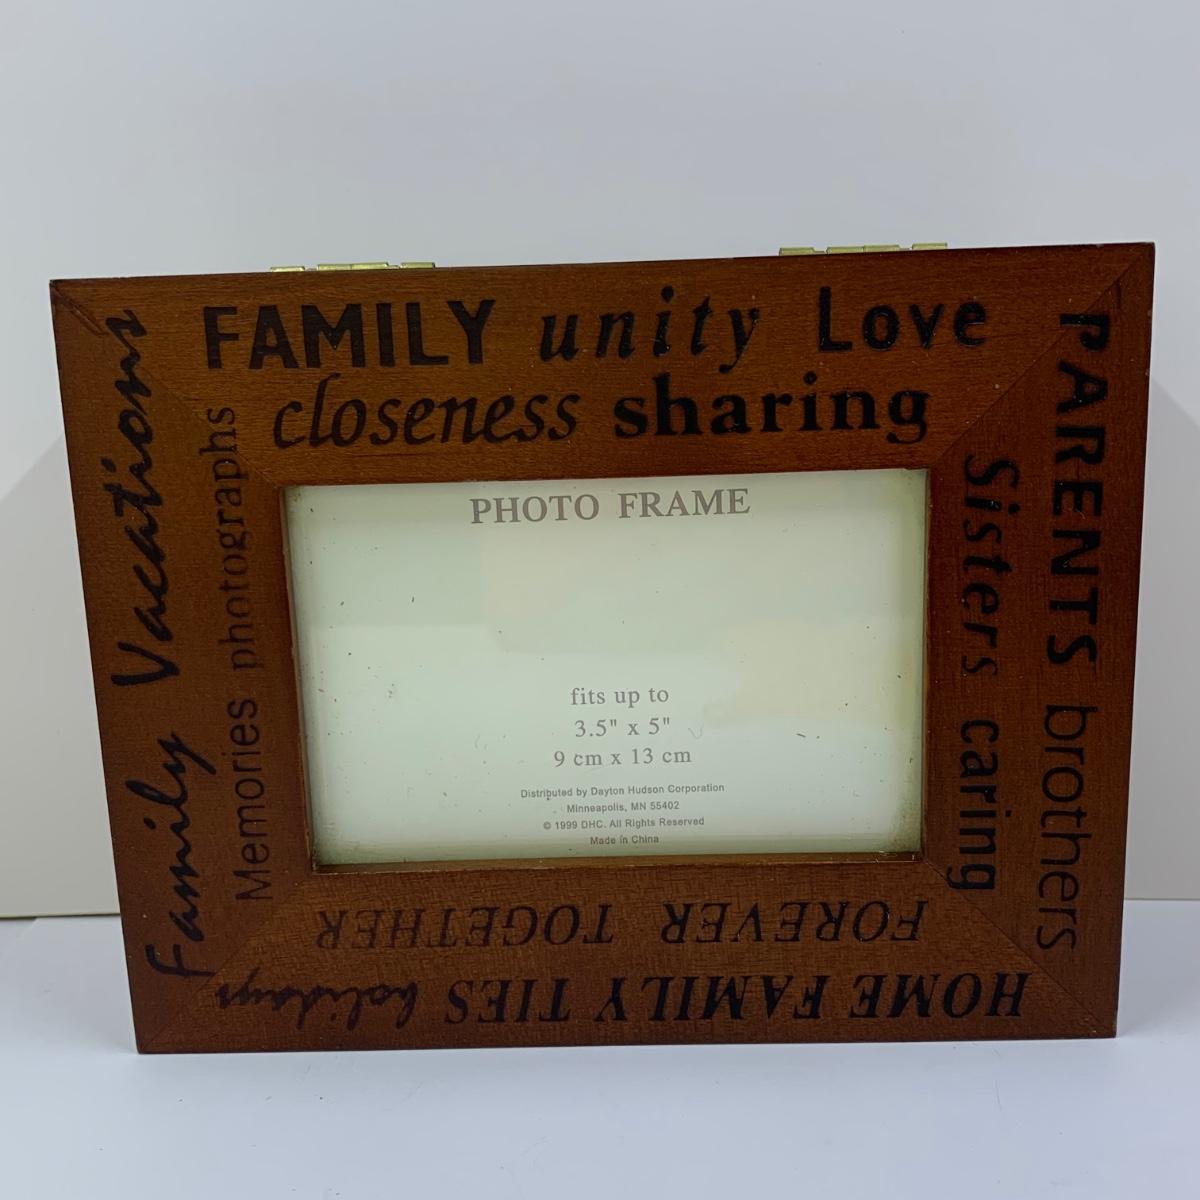 FAMILY unity Love
closeness sharing
PARENTS brothers
Sisters caring
HOME FAMILY TIES holidays
FOREVER TOGETHER
Family Vacations
Memories photographs
PHOTO FRAME
fits up to
3.5" x 5"
9 cm x 13 cm
Distributed by Dayton Hudson Corporation
Minneapolis, MN 55402
© 1999 DHC. All Rights Reserved
Made in China